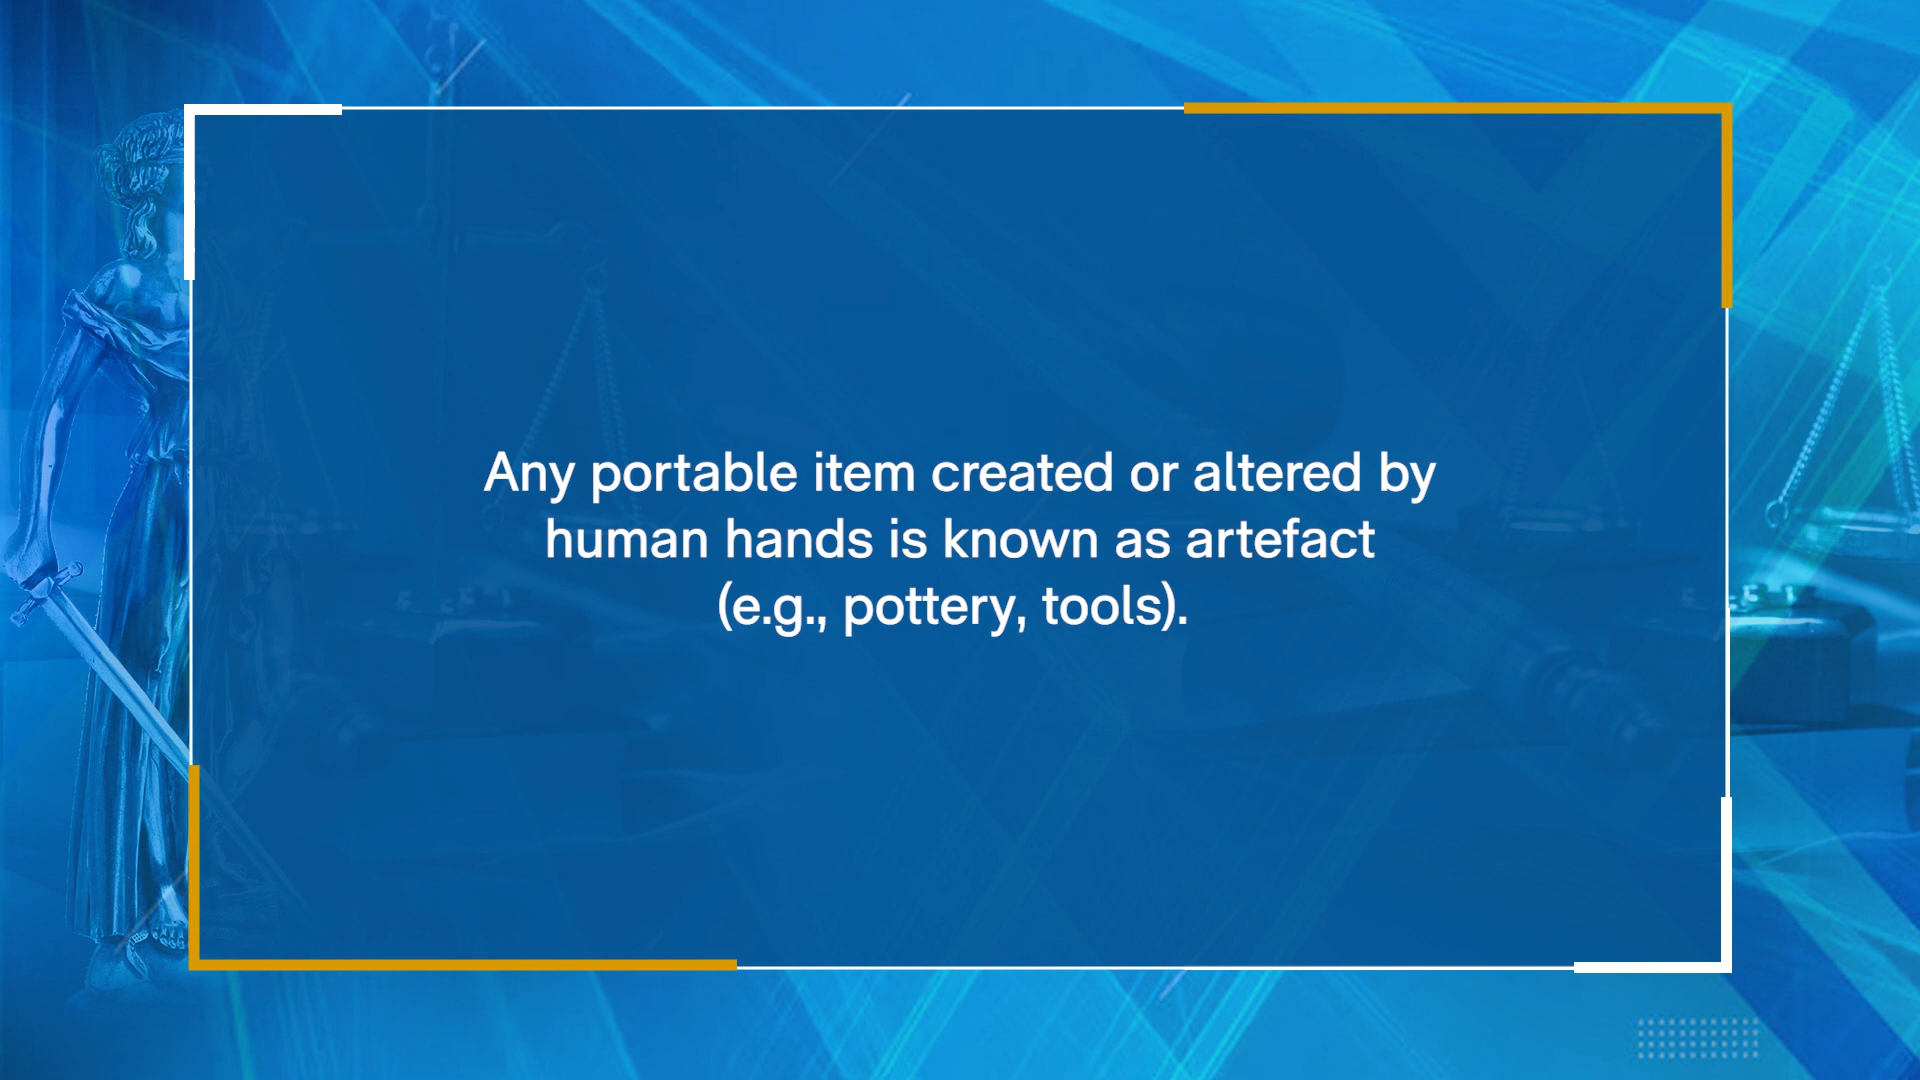 Any portable item created or altered by
human hands is known as artefact
(e.g., pottery, tools).